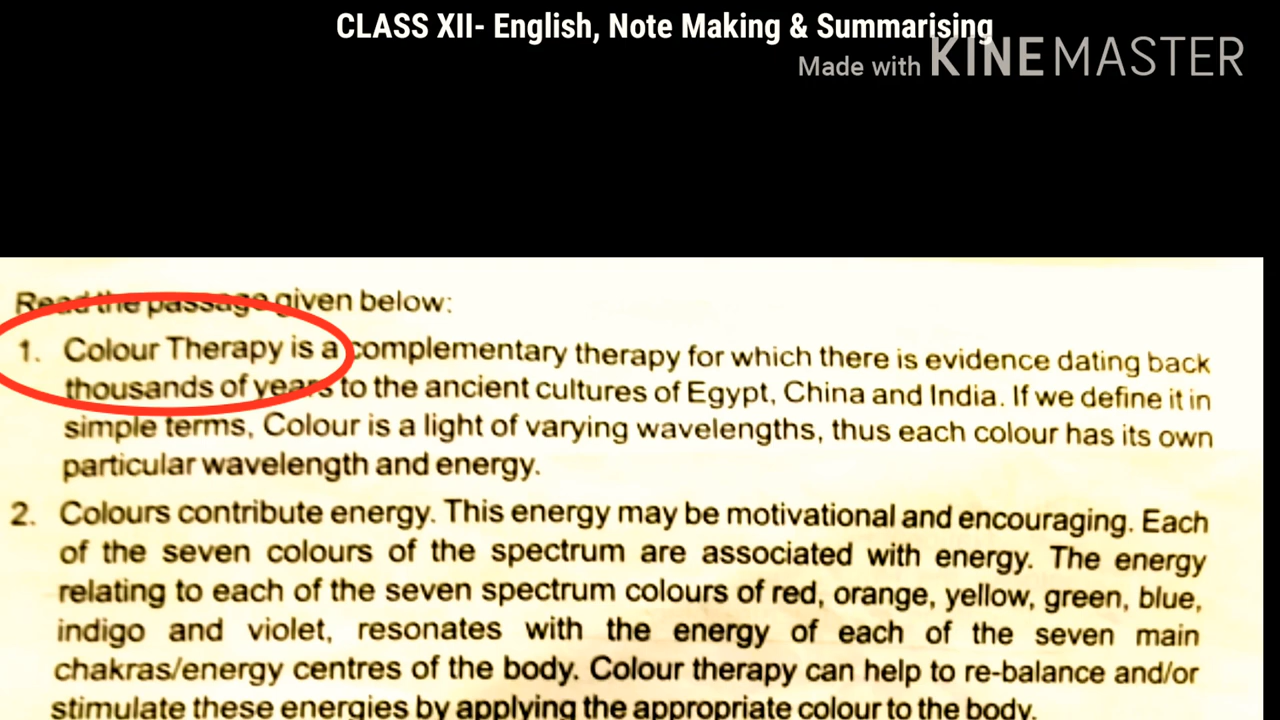 CLASS XII- English, Note Making & Summarising
Made with KINEMASTER
Read the passage given below:
1. Colour Therapy is a complementary therapy for which there is evidence dating back
thousands of years to the ancient cultures of Egypt, China and India. If we define it in
simple terms, Colour is a light of varying wavelengths, thus each colour has its own
particular wavelength and energy.
2. Colours contribute energy. This energy may be motivational and encouraging. Each
of the seven colours of the spectrum are associated with energy. The energy
relating to each of the seven spectrum colours of red, orange, yellow, green, blue,
indigo and violet, resonates with the energy of each of the seven main
chakras/energy centres of the body. Colour therapy can help to re-balance and/or
stimulate these energies by applying the appropriate colour to the body.